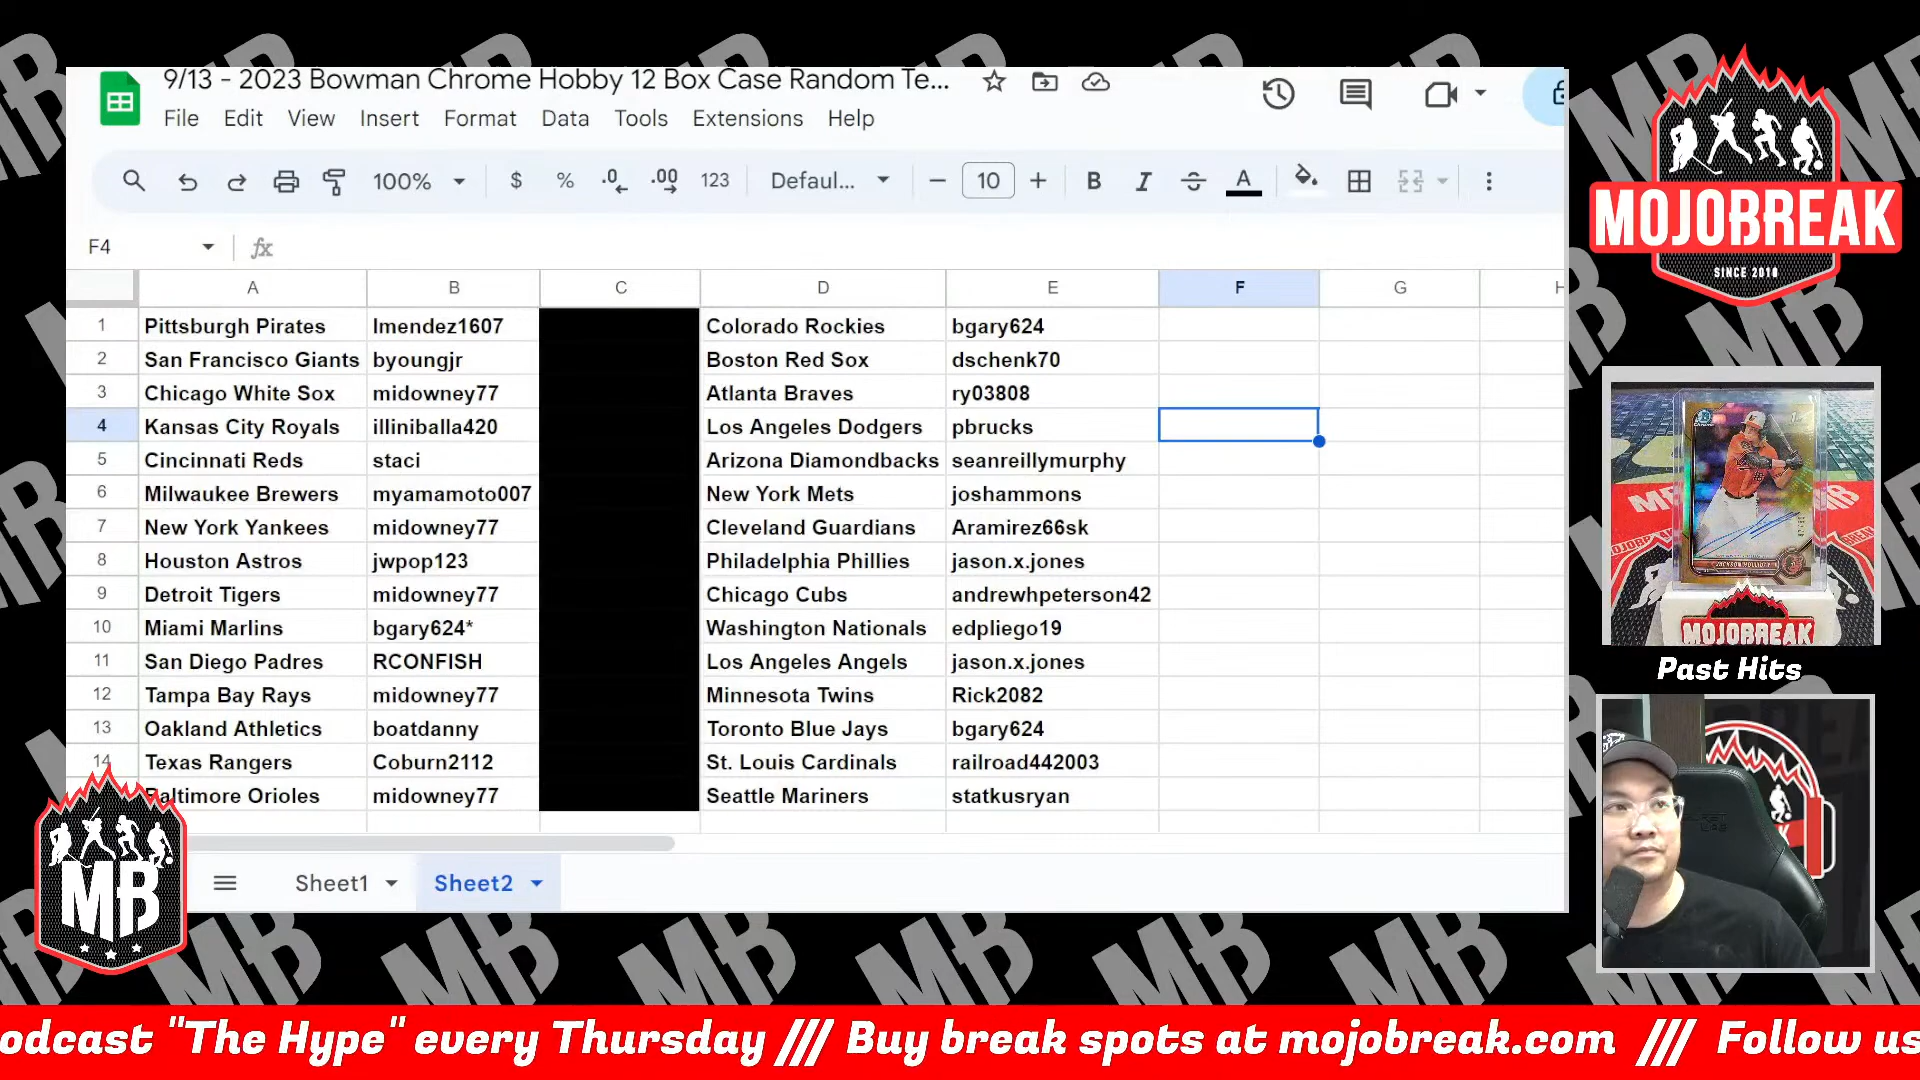 9/13 - 2023 Bowman Chrome Hobby 12 Box Case Random Te...
File Edit View Insert Format Data Tools Extensions Help
100% $ % .0 .00 123 Defaul... 10 B I S A
F4 fx
A B C D E F G H
1 Pittsburgh Pirates lmendez1607 Colorado Rockies bgary624
2 San Francisco Giants byoungjr Boston Red Sox dschenk70
3 Chicago White Sox midowney77 Atlanta Braves ry03808
4 Kansas City Royals illiniballa420 Los Angeles Dodgers pbrucks
5 Cincinnati Reds staci Arizona Diamondbacks seanreillymurphy
6 Milwaukee Brewers myamamoto007 New York Mets joshammons
7 New York Yankees midowney77 Cleveland Guardians Aramirez66sk
8 Houston Astros jwpop123 Philadelphia Phillies jason.x.jones
9 Detroit Tigers midowney77 Chicago Cubs andrewhpeterson42
10 Miami Marlins bgary624* Washington Nationals edpliego19
11 San Diego Padres RCONFISH Los Angeles Angels jason.x.jones
12 Tampa Bay Rays midowney77 Minnesota Twins Rick2082
13 Oakland Athletics boatdanny Toronto Blue Jays bgary624
14 Texas Rangers Coburn2112 St. Louis Cardinals railroad442003
Baltimore Orioles midowney77 Seattle Mariners statkusryan
Sheet1 Sheet2
MB
MOJOBREAK
SINCE 2010
JACKSON HOLLIDAY
MOJOBREAK
Past Hits
odcast "The Hype" every Thursday /// Buy break spots at mojobreak.com /// Follow us